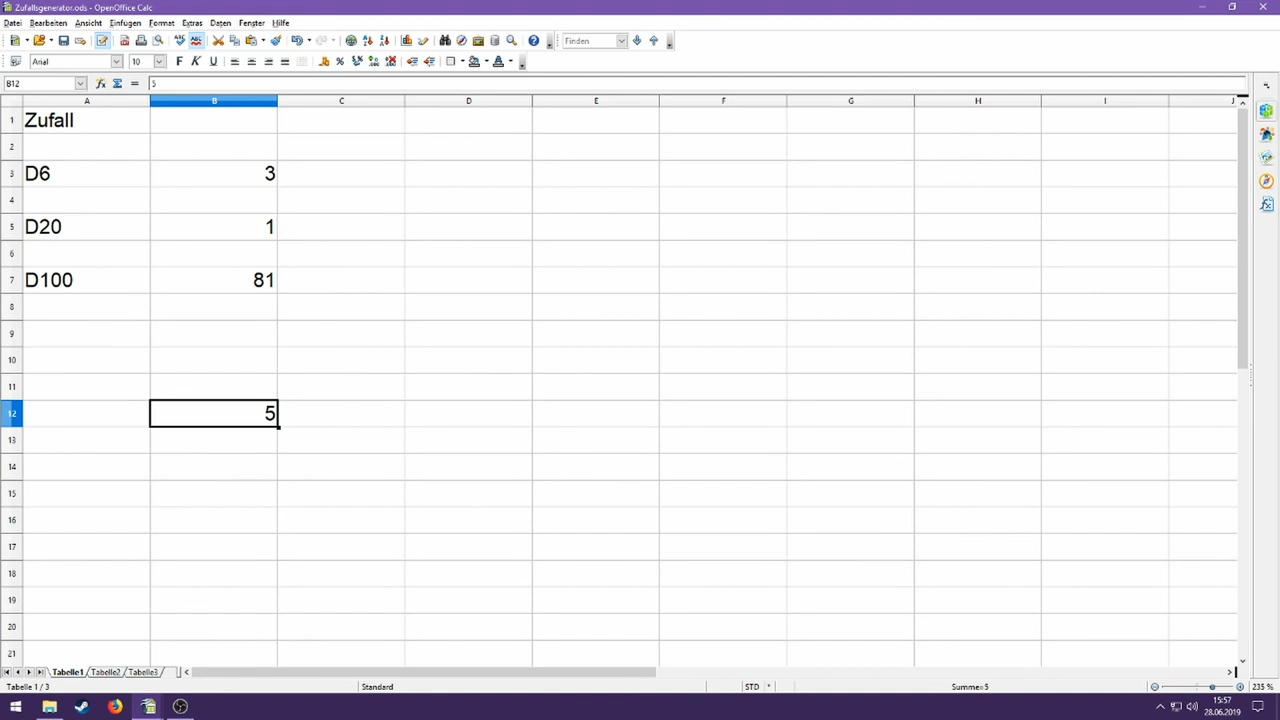 Zufallsgenerator.ods - OpenOffice Calc
Datei Bearbeiten Ansicht Einfügen Format Extras Daten Fenster Hilfe
Finden
Arial 10 F K U
B12 5
A B C D E F G H I J
1 Zufall
2
3 D6 3
4
5 D20 1
6
7 D100 81
8
9
10
11
12 5
13
14
15
16
17
18
19
20
21
Tabelle1 Tabelle2 Tabelle3
Tabelle 1 / 3 Standard STD * Summe=5 235 %
15:57
28.06.2019